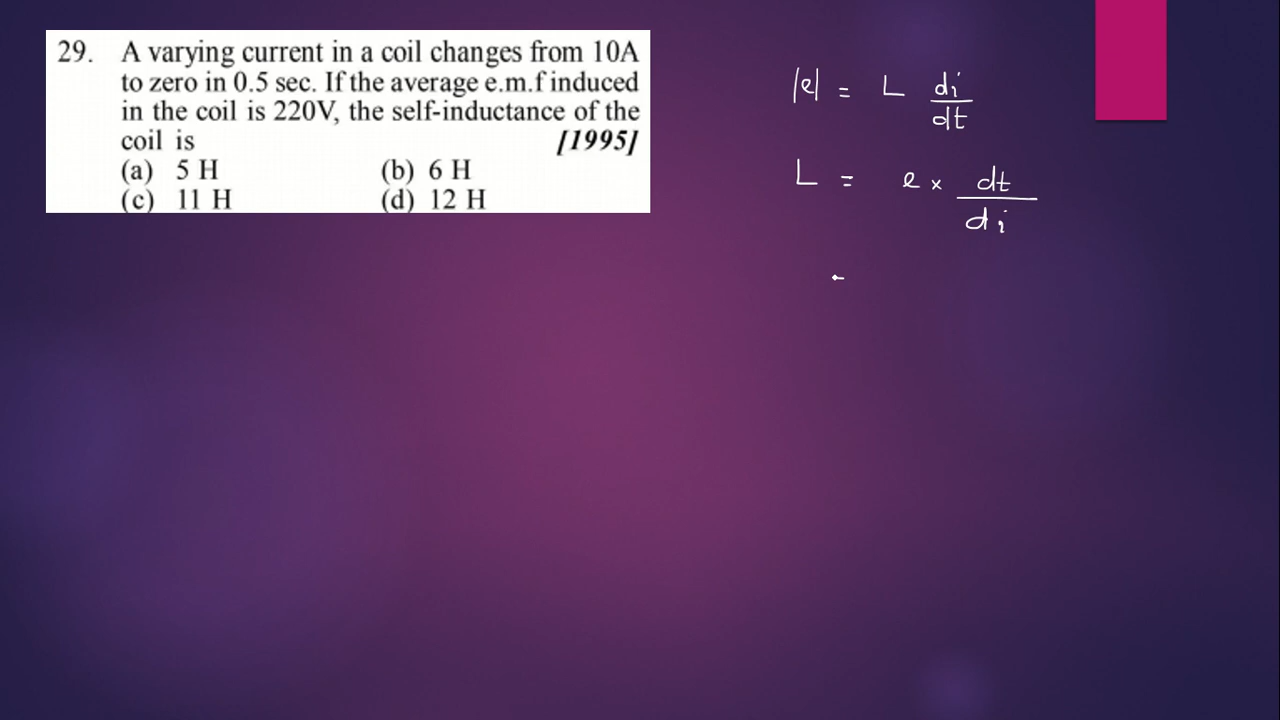 29. A varying current in a coil changes from 10A
to zero in 0.5 sec. If the average e.m.f induced
in the coil is 220V, the self-inductance of the
coil is [1995]
(a) 5 H (b) 6 H
(c) 11 H (d) 12 H
|e| = L di/dt
L = e × dt/di